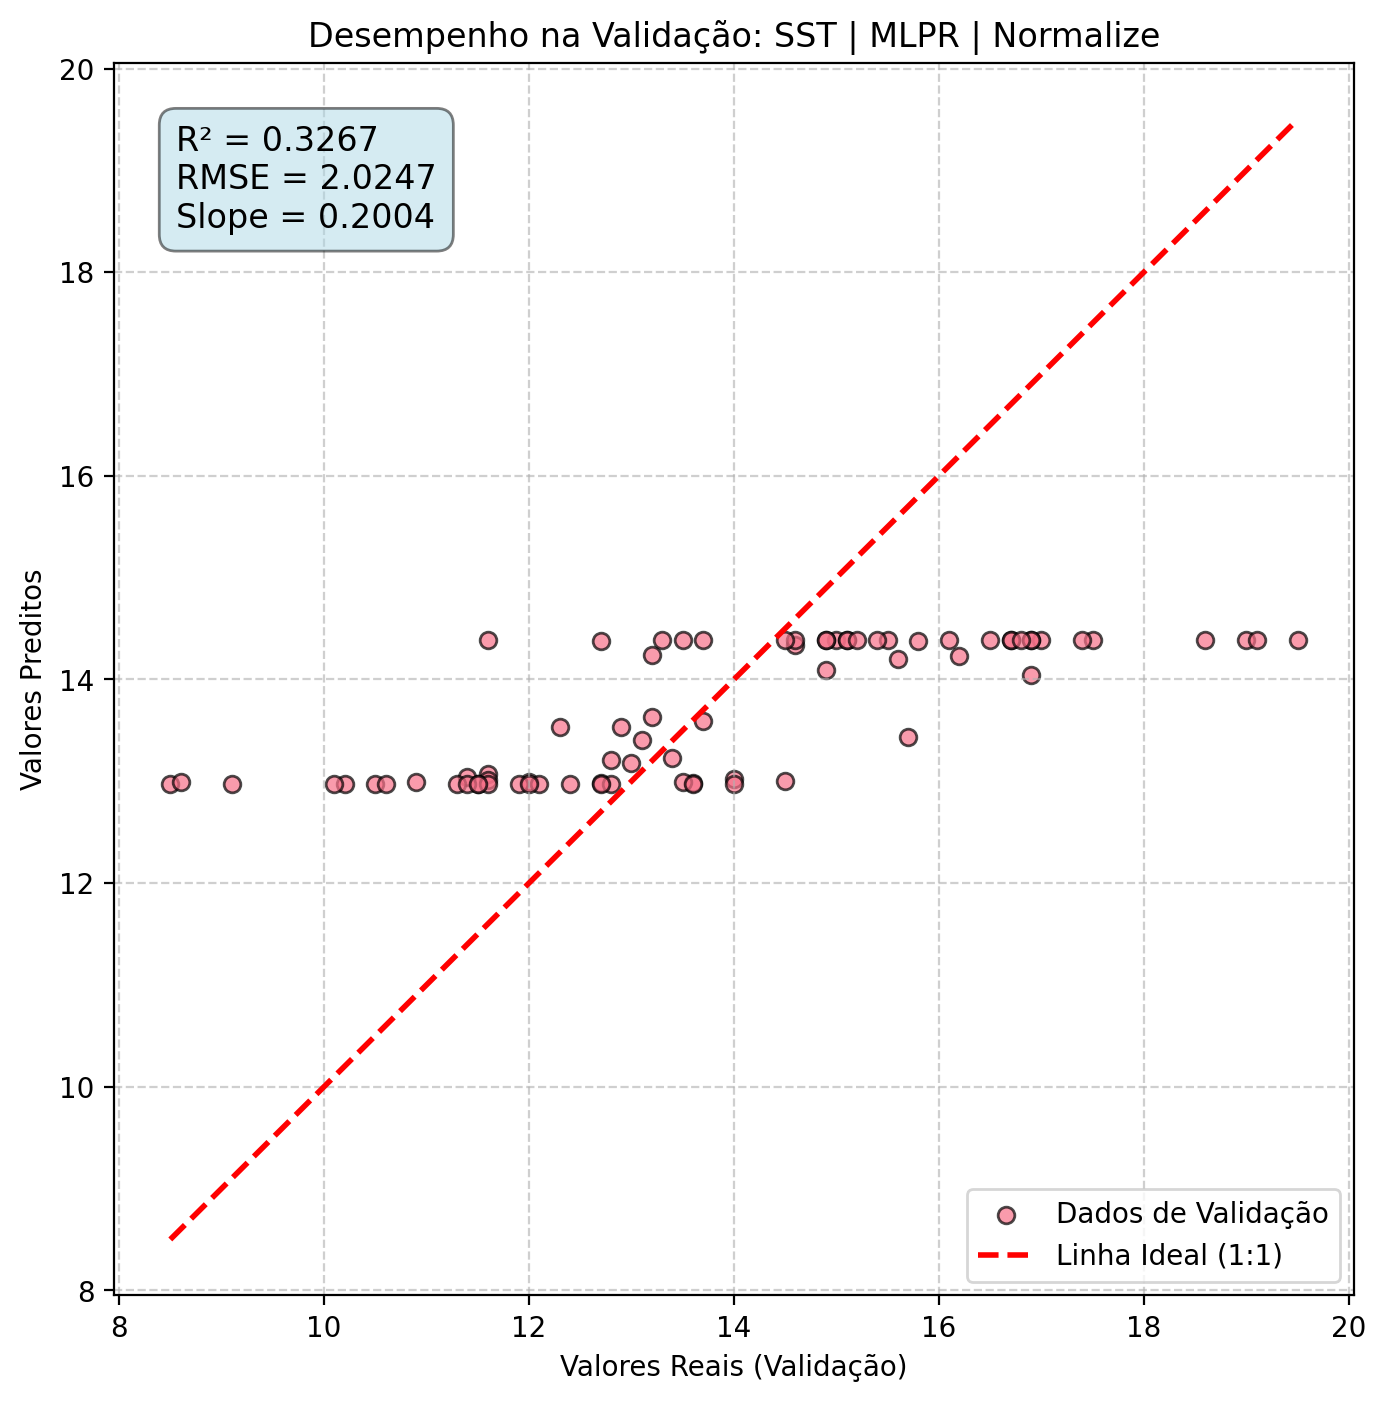 Desempenho na Validação: SST | MLPR | Normalize
R² = 0.3267
RMSE = 2.0247
Slope = 0.2004
20
18
16
14
12
10
8
Valores Preditos
Dados de Validação
Linha Ideal (1:1)
8 10 12 14 16 18 20
Valores Reais (Validação)